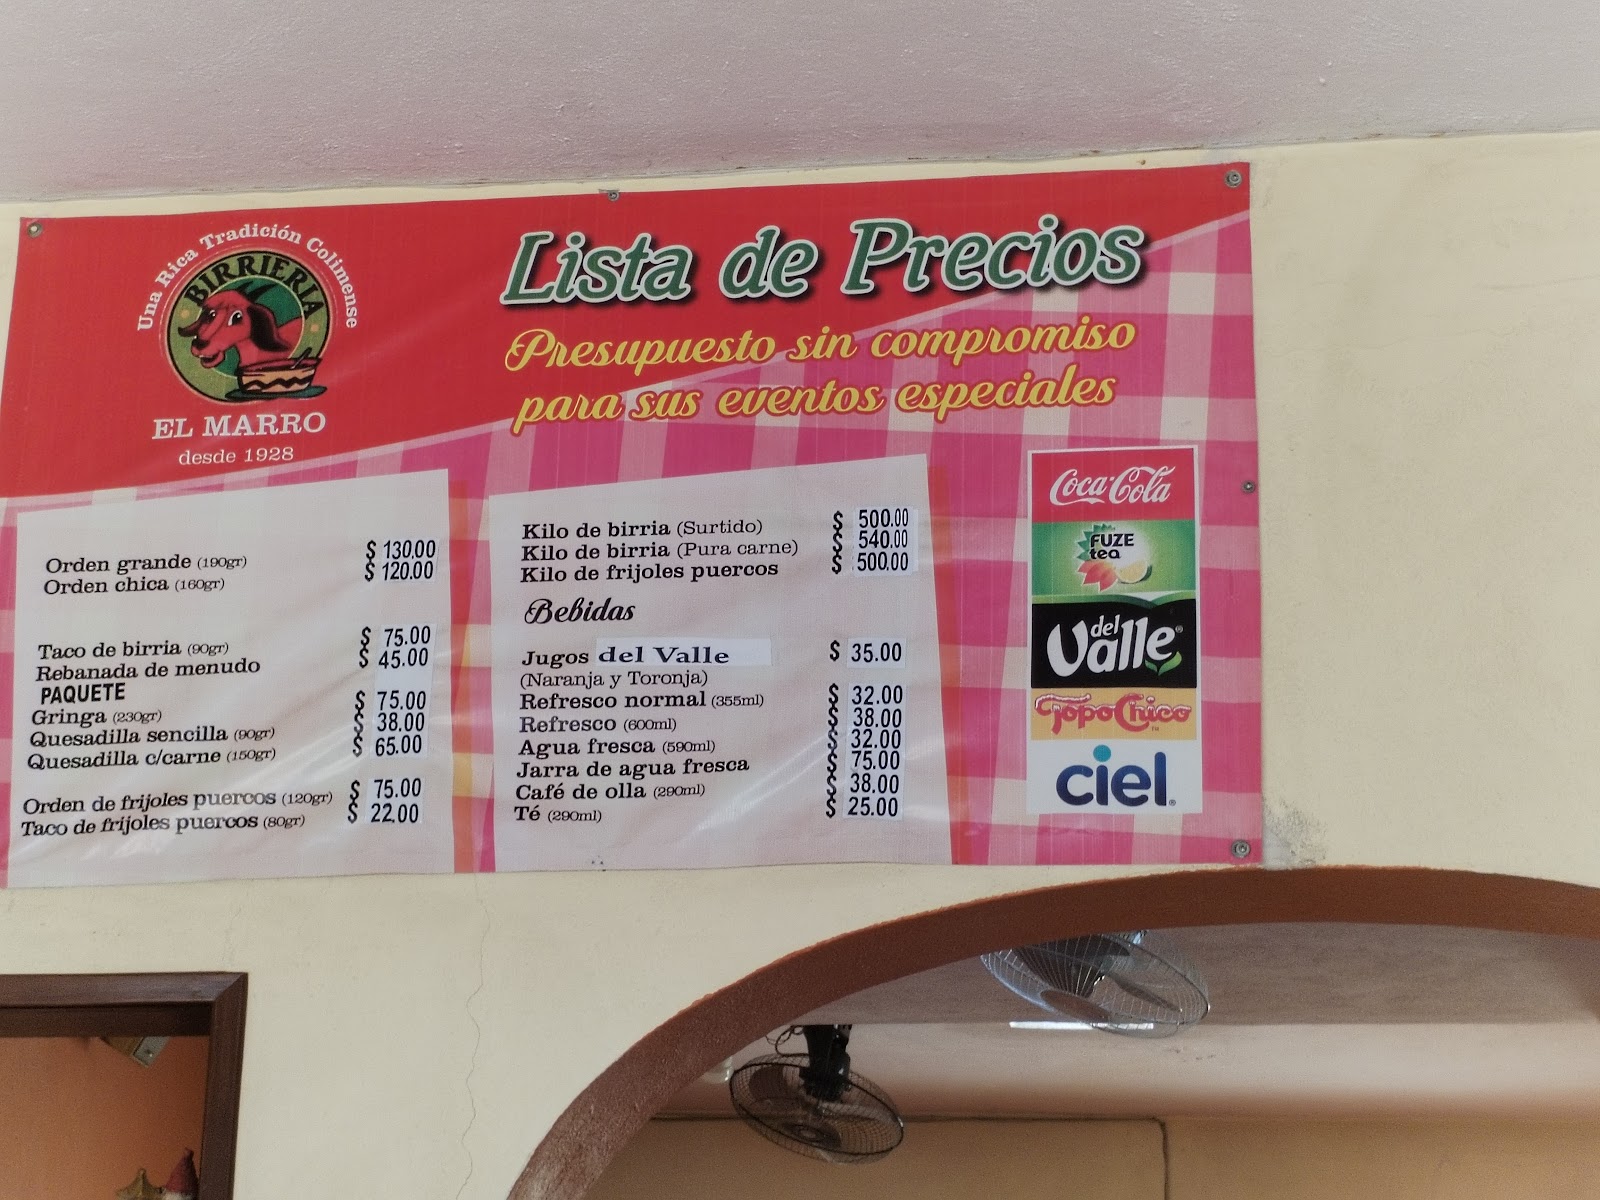 Una Rica Tradición Colimense
BIRRIERIA
EL MARRO
desde 1928
Lista de Precios
Presupuesto sin compromiso
para sus eventos especiales
Orden grande (190gr) $ 130.00
Orden chica (160gr) $ 120.00
Taco de birria (90gr) $ 75.00
Rebanada de menudo $ 45.00
PAQUETE
Gringa (230gr) $ 75.00
Quesadilla sencilla (90gr) $ 38.00
Quesadilla c/carne (150gr) $ 65.00
Orden de frijoles puercos (120gr) $ 75.00
Taco de frijoles puercos (80gr) $ 22.00
Kilo de birria (Surtido) $ 500.00
Kilo de birria (Pura carne) $ 540.00
Kilo de frijoles puercos $ 500.00
Bebidas
Jugos del Valle $ 35.00
(Naranja y Toronja)
Refresco normal (355ml) $ 32.00
Refresco (600ml) $ 38.00
Agua fresca (590ml) $ 32.00
Jarra de agua fresca $ 75.00
Café de olla (290ml) $ 38.00
Té (290ml) $ 25.00
Coca-Cola
FUZE
tea
del
Valle®
Topo Chico
ciel